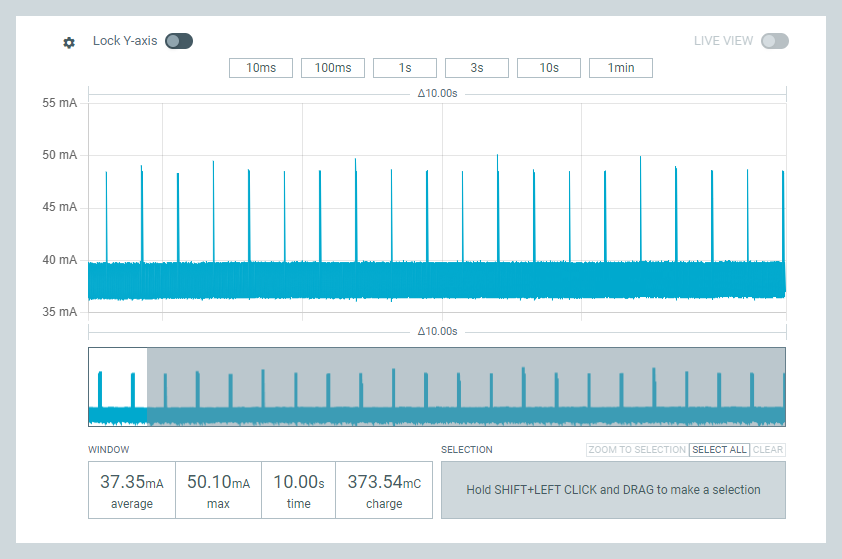 Lock Y-axis
LIVE VIEW
10ms 100ms 1s 3s 10s 1min
Δ10.00s
55 mA
50 mA
45 mA
40 mA
35 mA
Δ10.00s
WINDOW
SELECTION ZOOM TO SELECTION SELECT ALL CLEAR
37.35mA 50.10mA 10.00s 373.54mC
average max time charge
Hold SHIFT+LEFT CLICK and DRAG to make a selection